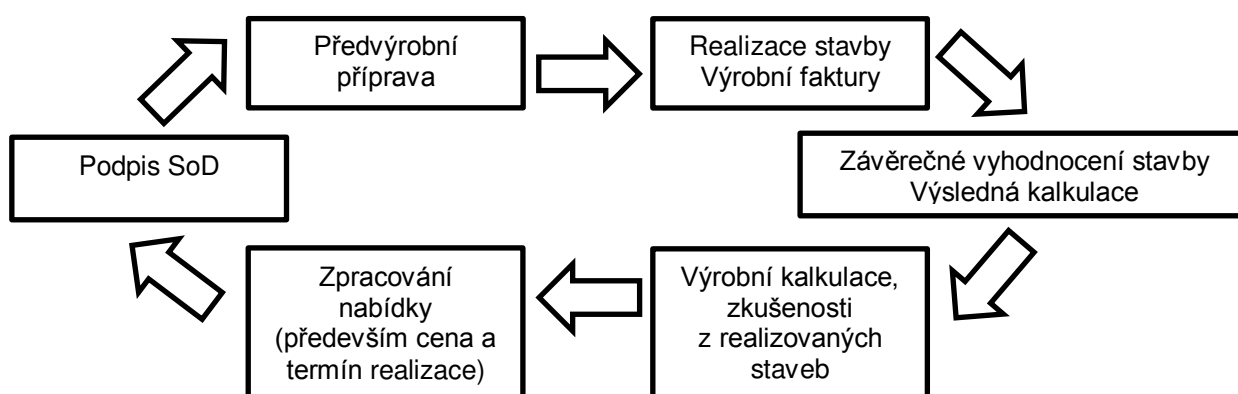 Předvýrobní
příprava
Realizace stavby
Výrobní faktury
Podpis SoD
Závěrečné vyhodnocení stavby
Výsledná kalkulace
Zpracování
nabídky
(především cena a
termín realizace)
Výrobní kalkulace,
zkušenosti
z realizovaných
staveb